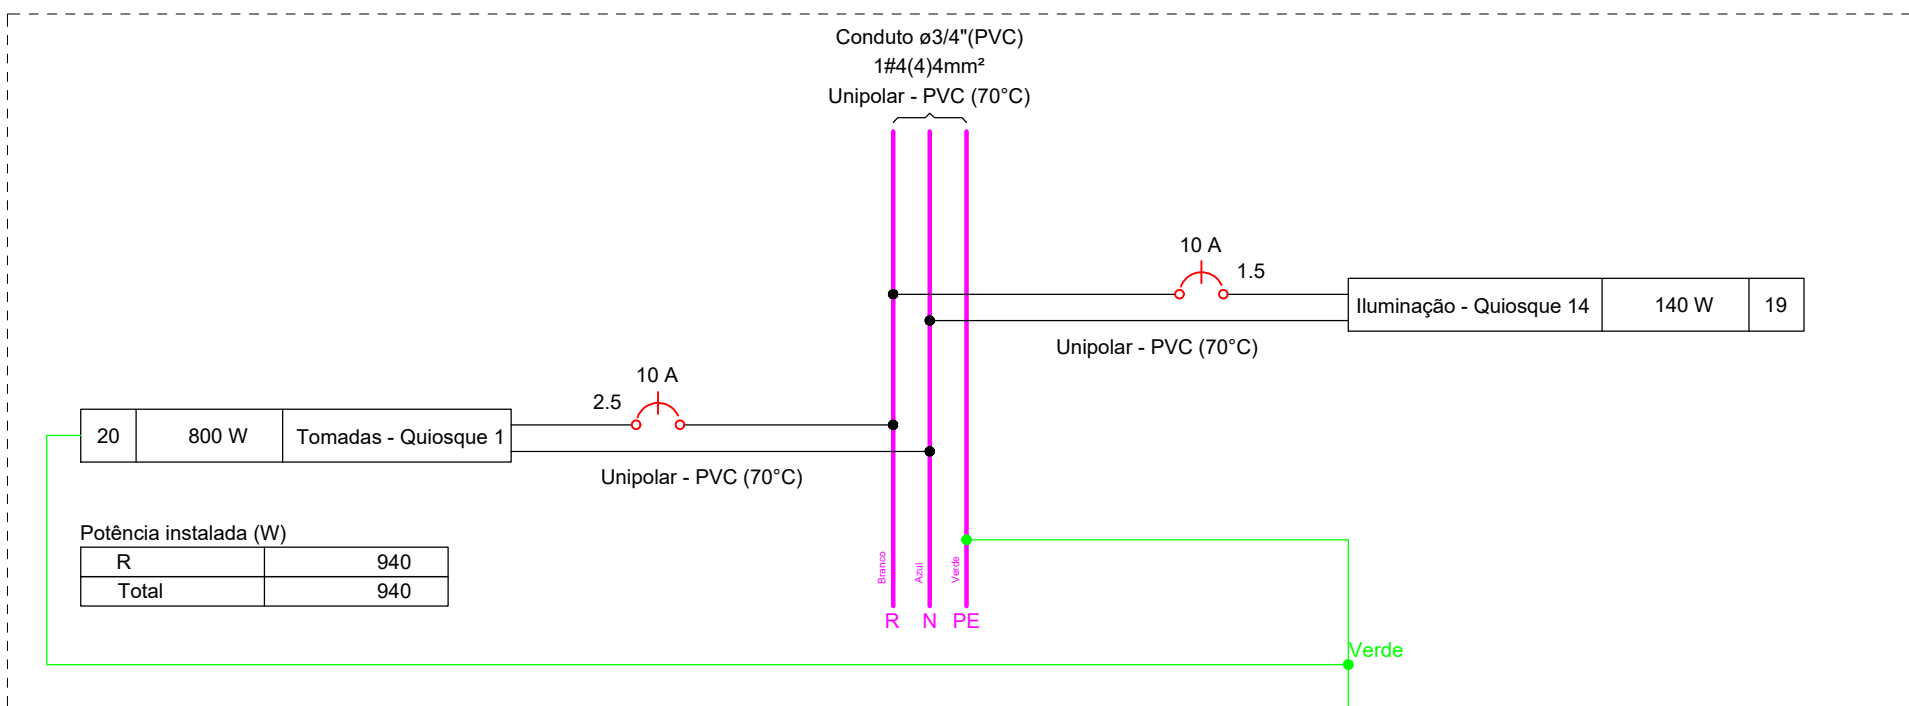 Conduto ø3/4"(PVC)
1#4(4)4mm²
Unipolar - PVC (70°C)
10 A
1.5
Iluminação - Quiosque 14 140 W 19
Unipolar - PVC (70°C)
10 A
2.5
20 800 W Tomadas - Quiosque 1
Unipolar - PVC (70°C)
Potência instalada (W)
R 940
Total 940
Branco
Azul
Verde
R N PE
Verde